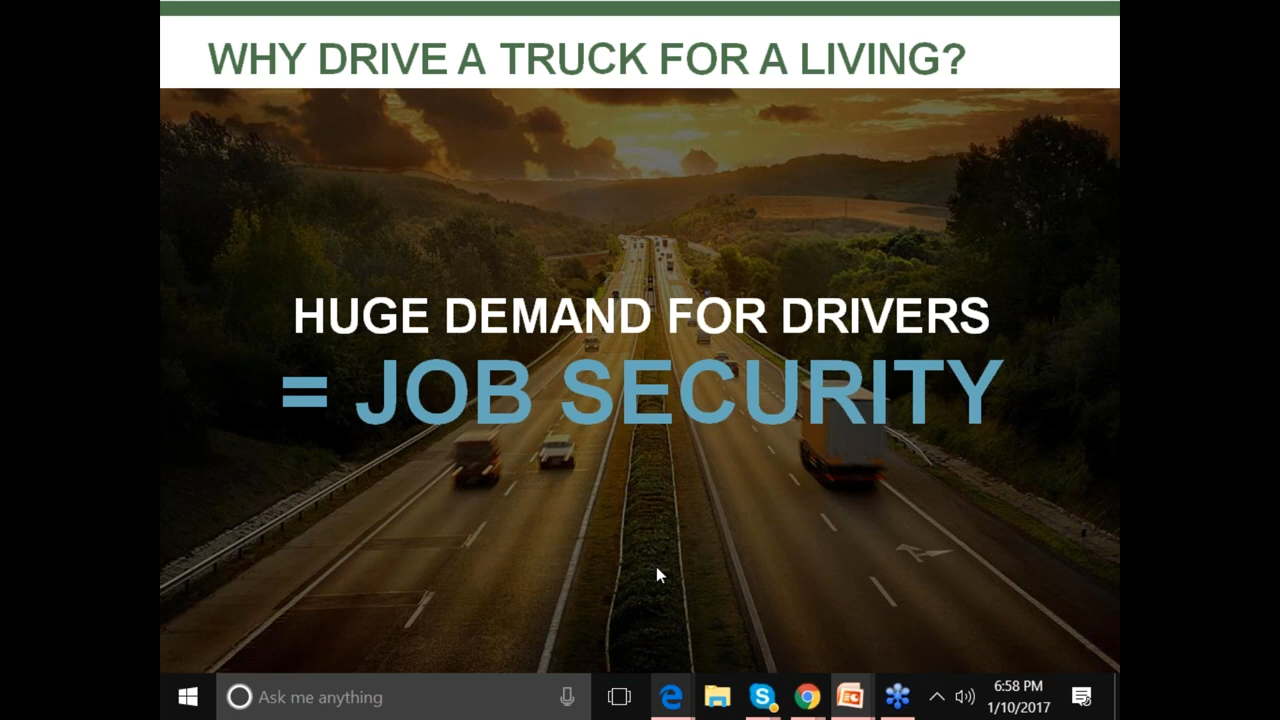 WHY DRIVE A TRUCK FOR A LIVING?
HUGE DEMAND FOR DRIVERS
= JOB SECURITY
Ask me anything
6:58 PM
1/10/2017